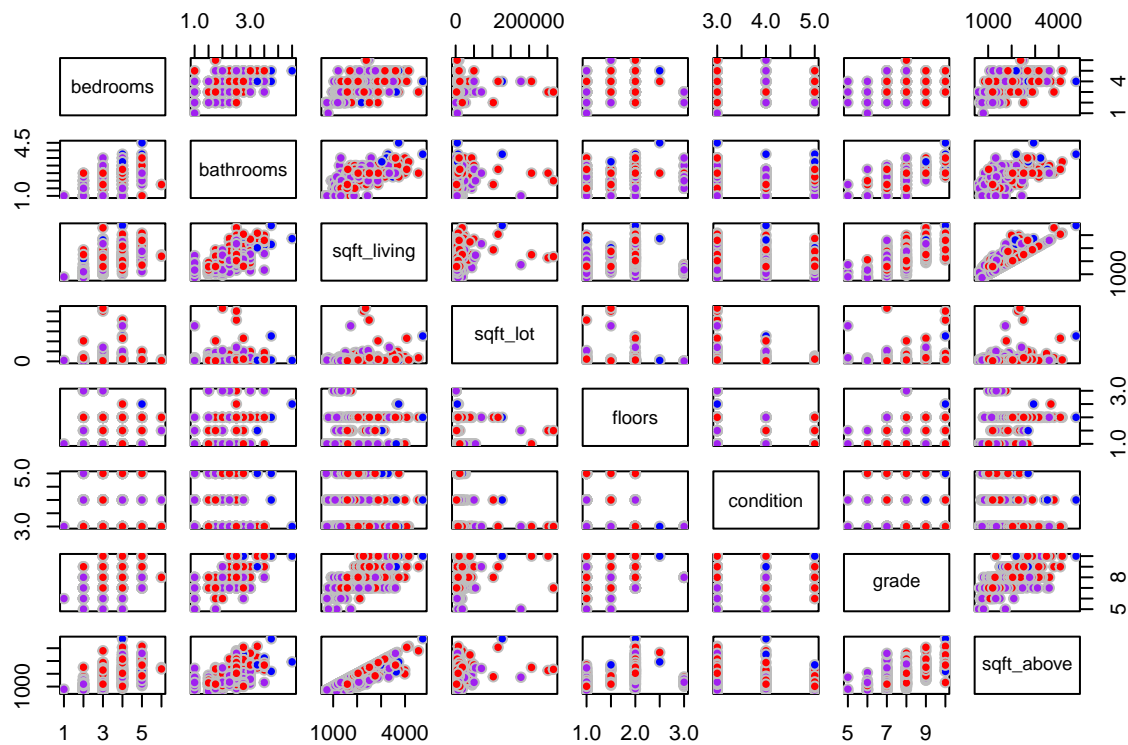 1.0 3.0 0 200000 3.0 4.0 5.0 1000 4000
bedrooms 1 4
1.0 4.5 bathrooms
sqft_living 1000
0 sqft_lot
floors 1.0 3.0
3.0 5.0 condition
grade 5 8
1000 sqft_above
1 3 5 1000 4000 1.0 2.0 3.0 5 7 9